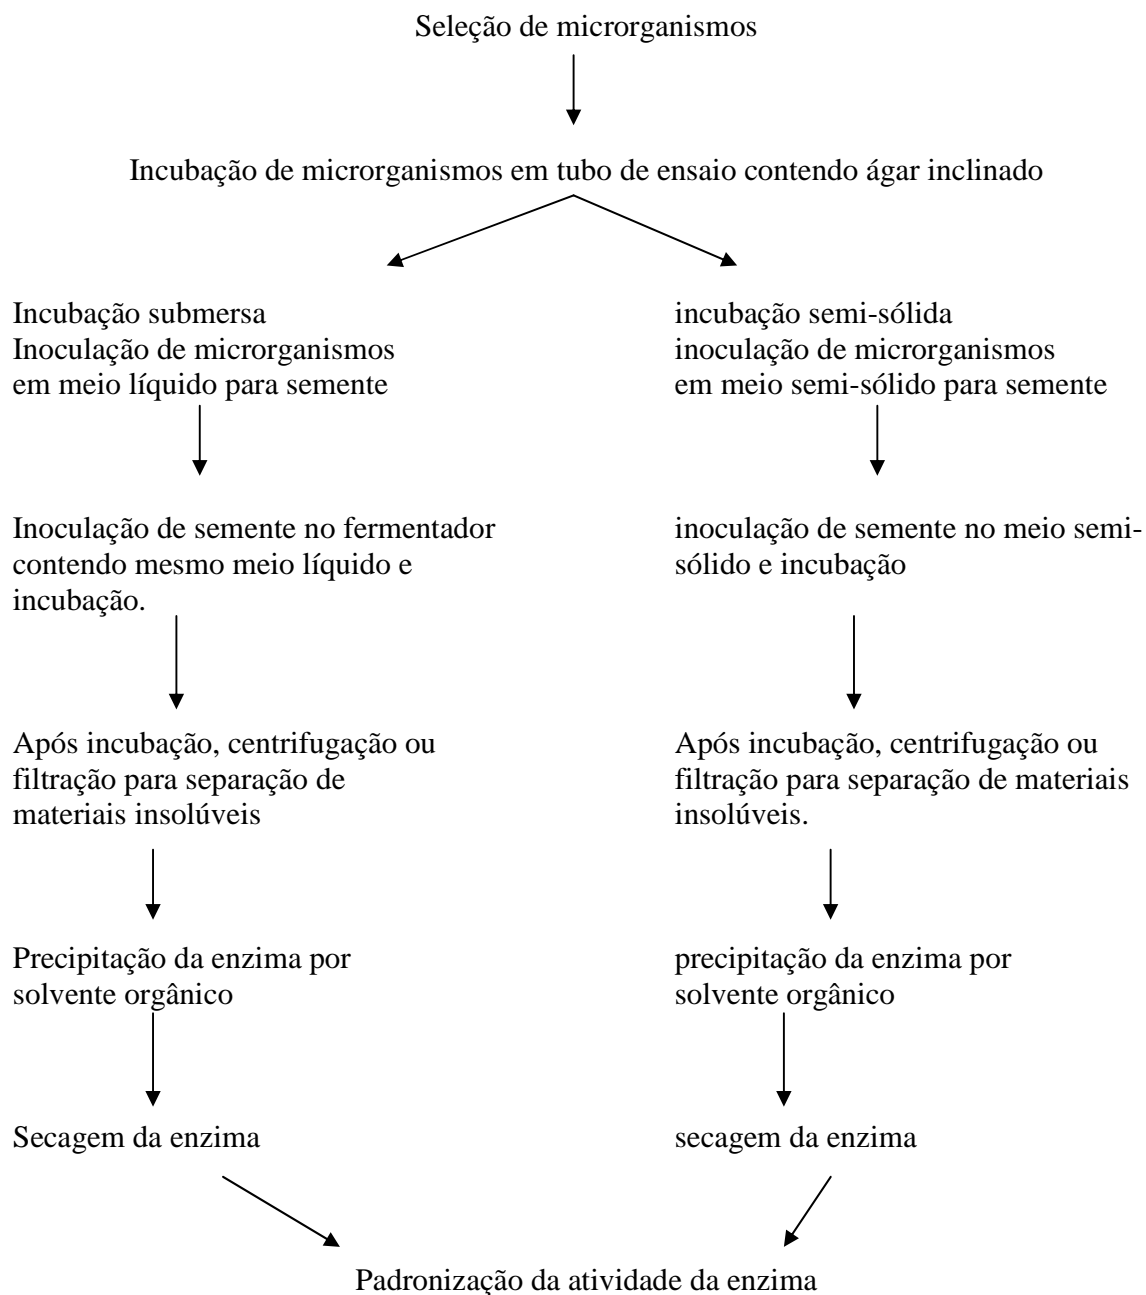 Seleção de microrganismos
Incubação de microrganismos em tubo de ensaio contendo ágar inclinado
Incubação submersa
Inoculação de microrganismos
em meio líquido para semente
incubação semi-sólida
inoculação de microrganismos
em meio semi-sólido para semente
Inoculação de semente no fermentador
contendo mesmo meio líquido e
incubação.
inoculação de semente no meio semi-
sólido e incubação
Após incubação, centrifugação ou
filtração para separação de
materiais insolúveis
Após incubação, centrifugação ou
filtração para separação de materiais
insolúveis.
Precipitação da enzima por
solvente orgânico
precipitação da enzima por
solvente orgânico
Secagem da enzima
secagem da enzima
Padronização da atividade da enzima